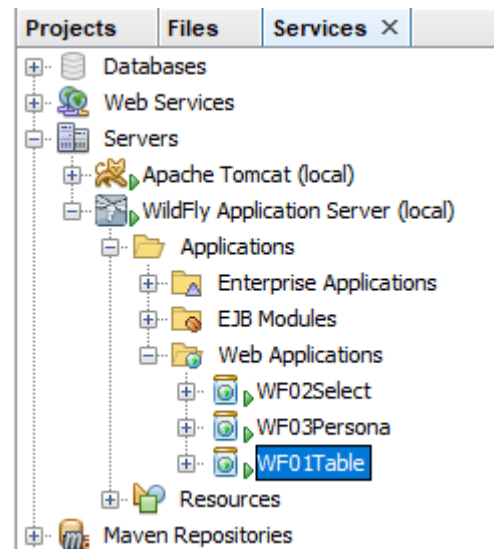 Projects Files Services ×
Databases
Web Services
Servers
Apache Tomcat (local)
WildFly Application Server (local)
Applications
Enterprise Applications
EJB Modules
Web Applications
WF02Select
WF03Persona
WF01Table
Resources
Maven Repositories